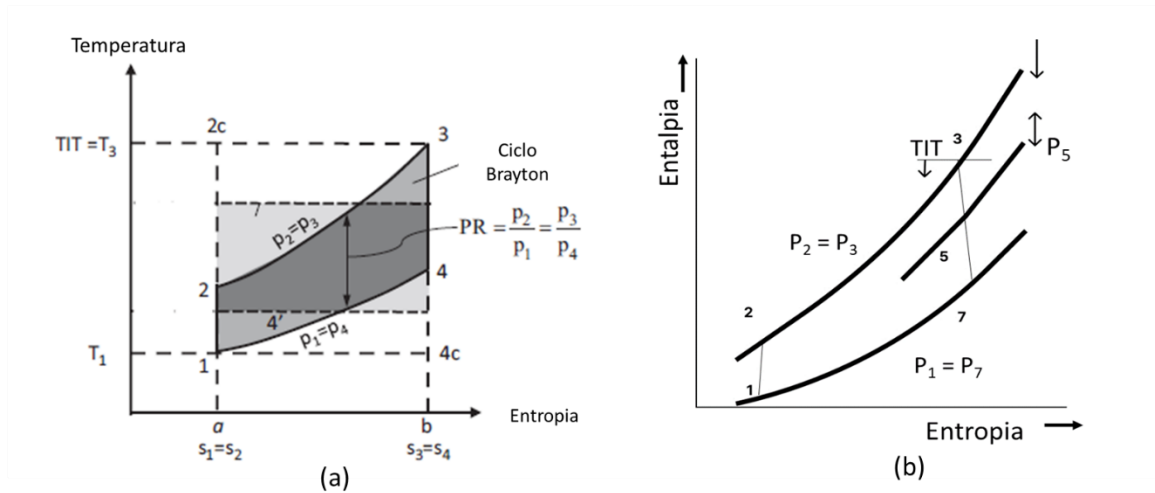 Temperatura
2c
TIT =T₃
3
Ciclo
Brayton
p₂=p₃
PR = p₂/p₁ = p₃/p₄
2
4
4′
p₁=p₄
T₁
1
4c
Entropia
a
b
s₁=s₂
s₃=s₄
(a)
Entalpia
TIT
3
P₅
P₂ = P₃
5
2
7
P₁ = P₇
1
Entropia
(b)